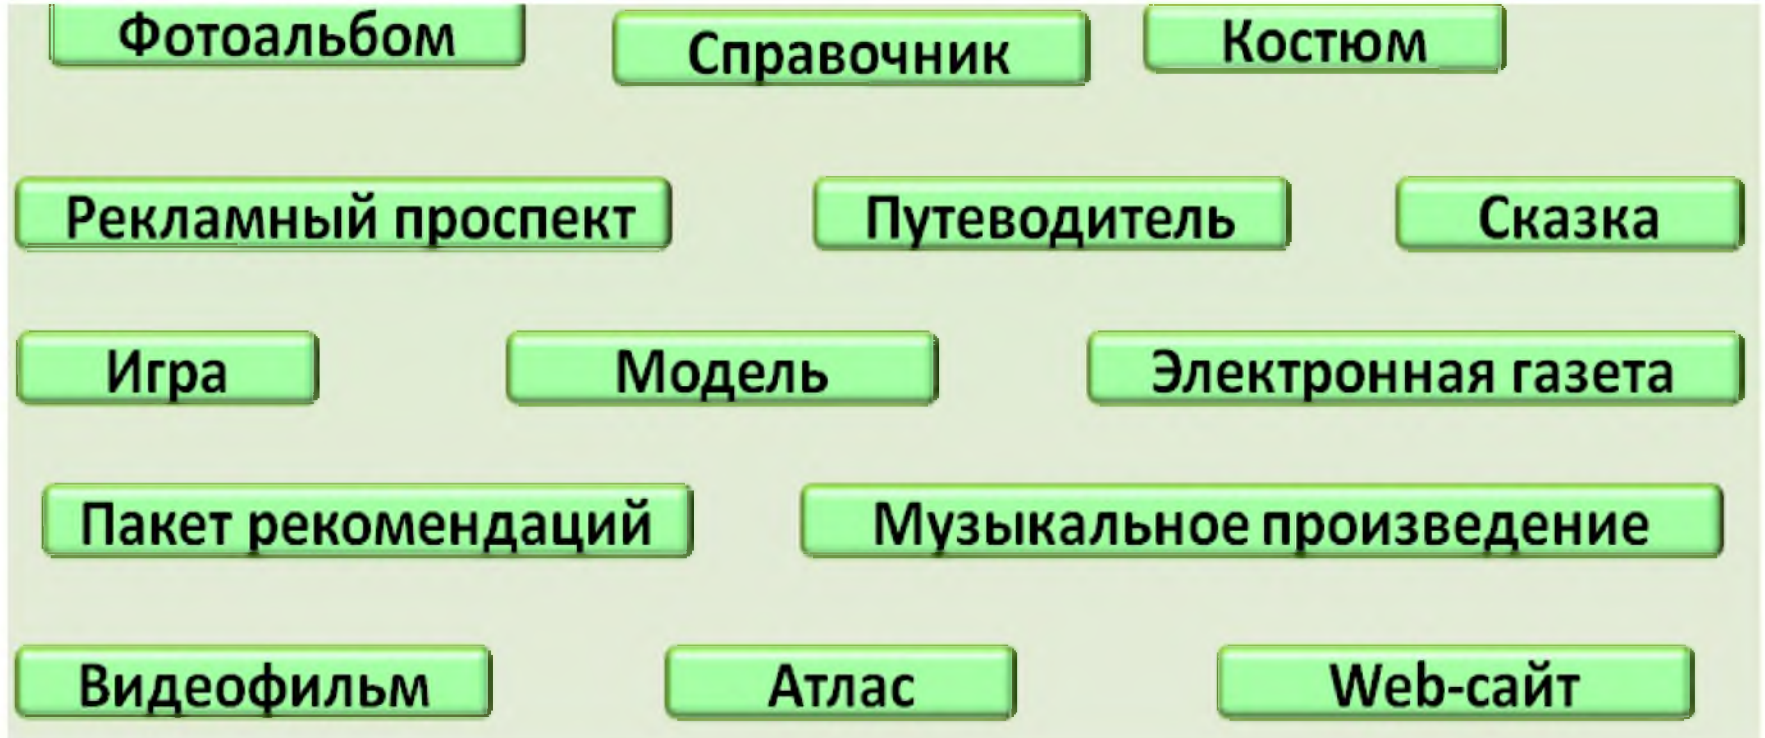 Фотоальбом
Справочник
Костюм
Рекламный проспект
Путеводитель
Сказка
Игра
Модель
Электронная газета
Пакет рекомендаций
Музыкальное произведение
Видеофильм
Атлас
Web-сайт